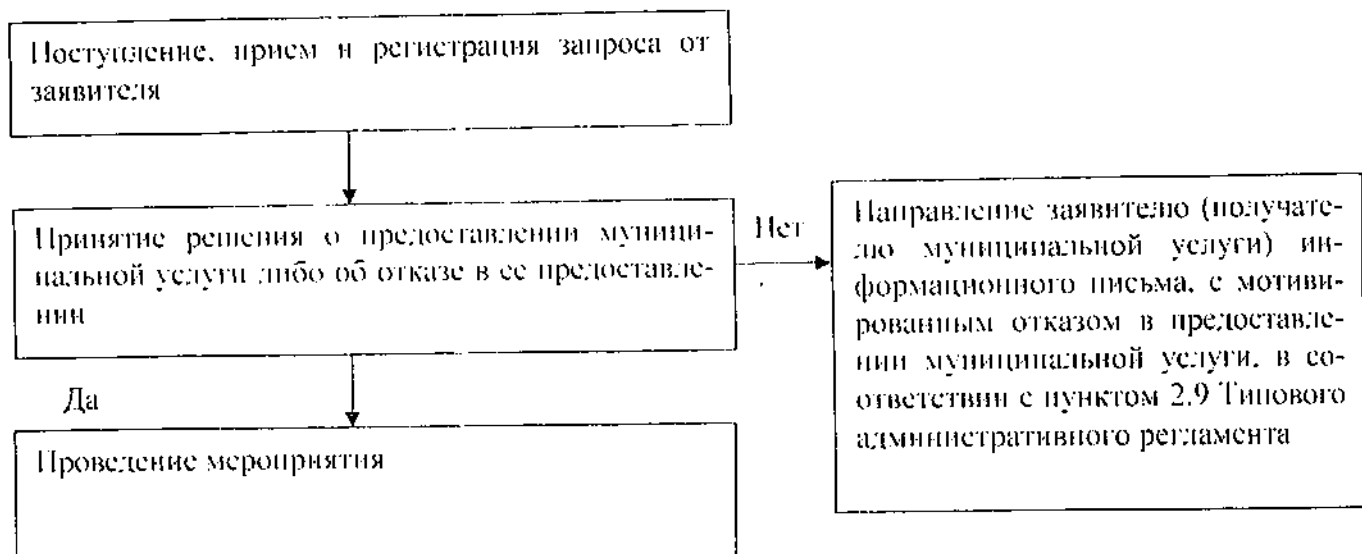 Поступление, прием и регистрация запроса от
заявителя
Принятие решения о предоставлении муници-
пальной услуги либо об отказе в ее предоставле-
нии
Нет
Направление заявителю (получате-
лю муниципальной услуги) ин-
формационного письма, с мотиви-
рованным отказом в предоставле-
нии муниципальной услуги, в со-
ответствии с пунктом 2.9 Типового
административного регламента
Да
Проведение мероприятия